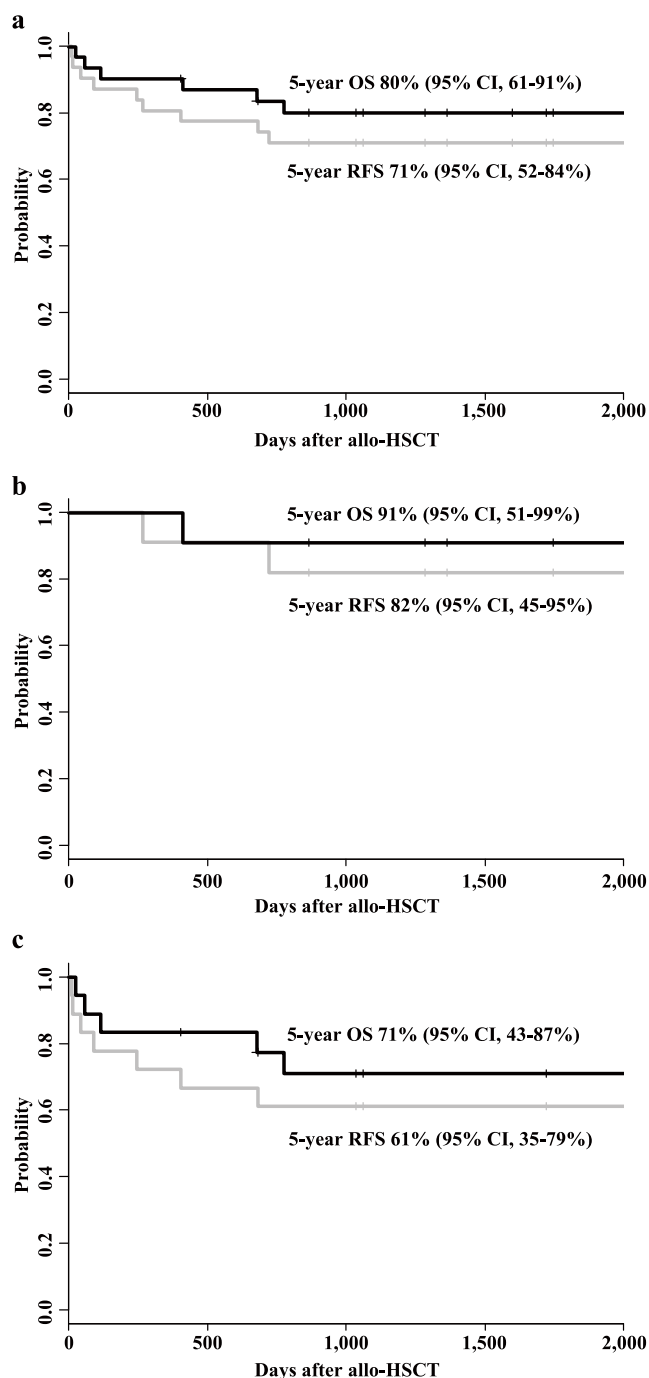 a
1.0
0.8
0.6
0.4
0.2
0.0
Probability
5-year OS 80% (95% CI, 61-91%)
5-year RFS 71% (95% CI, 52-84%)
0 500 1,000 1,500 2,000
Days after allo-HSCT
b
1.0
0.8
0.6
0.4
0.2
0.0
Probability
5-year OS 91% (95% CI, 51-99%)
5-year RFS 82% (95% CI, 45-95%)
0 500 1,000 1,500 2,000
Days after allo-HSCT
c
1.0
0.8
0.6
0.4
0.2
0.0
Probability
5-year OS 71% (95% CI, 43-87%)
5-year RFS 61% (95% CI, 35-79%)
0 500 1,000 1,500 2,000
Days after allo-HSCT